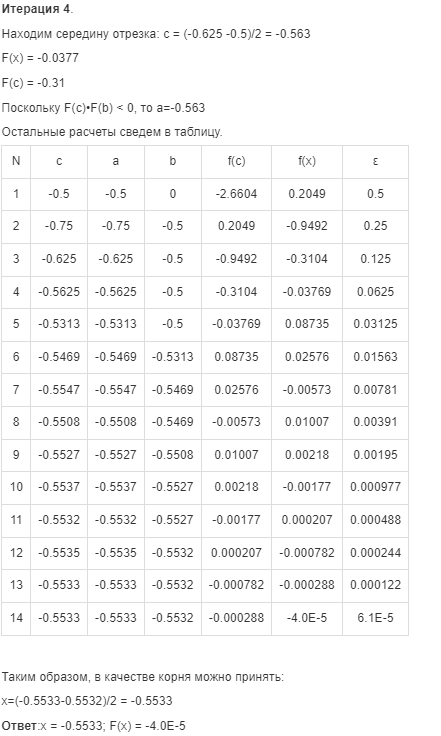 Итерация 4.
Находим середину отрезка: c = (-0.625 -0.5)/2 = -0.563
F(x) = -0.0377
F(c) = -0.31
Поскольку F(c)•F(b) < 0, то a=-0.563
Остальные расчеты сведем в таблицу.
N c a b f(c) f(x) ε
1 -0.5 -0.5 0 -2.6604 0.2049 0.5
2 -0.75 -0.75 -0.5 0.2049 -0.9492 0.25
3 -0.625 -0.625 -0.5 -0.9492 -0.3104 0.125
4 -0.5625 -0.5625 -0.5 -0.3104 -0.03769 0.0625
5 -0.5313 -0.5313 -0.5 -0.03769 0.08735 0.03125
6 -0.5469 -0.5469 -0.5313 0.08735 0.02576 0.01563
7 -0.5547 -0.5547 -0.5469 0.02576 -0.00573 0.00781
8 -0.5508 -0.5508 -0.5469 -0.00573 0.01007 0.00391
9 -0.5527 -0.5527 -0.5508 0.01007 0.00218 0.00195
10 -0.5537 -0.5537 -0.5527 0.00218 -0.00177 0.000977
11 -0.5532 -0.5532 -0.5527 -0.00177 0.000207 0.000488
12 -0.5535 -0.5535 -0.5532 0.000207 -0.000782 0.000244
13 -0.5533 -0.5533 -0.5532 -0.000782 -0.000288 0.000122
14 -0.5533 -0.5533 -0.5532 -0.000288 -4.0E-5 6.1E-5
Таким образом, в качестве корня можно принять:
x=(-0.5533-0.5532)/2 = -0.5533
Ответ:x = -0.5533; F(x) = -4.0E-5